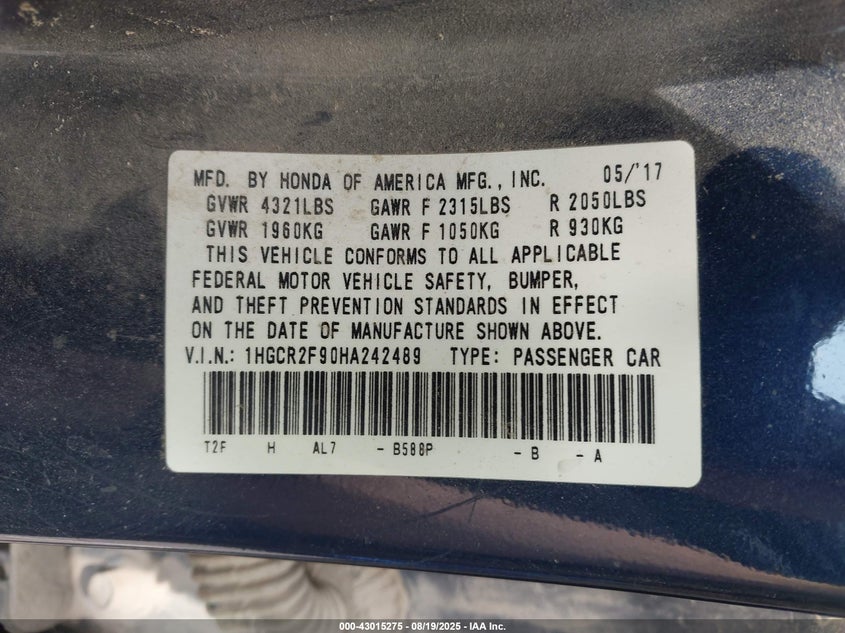 MFD. BY HONDA OF AMERICA MFG., INC. 05/'17
GVWR 4321LBS GAWR F 2315LBS R 2050LBS
GVWR 1960KG GAWR F 1050KG R 930KG
THIS VEHICLE CONFORMS TO ALL APPLICABLE
FEDERAL MOTOR VEHICLE SAFETY, BUMPER,
AND THEFT PREVENTION STANDARDS IN EFFECT
ON THE DATE OF MANUFACTURE SHOWN ABOVE.
V.I.N.: 1HGCR2F90HA242489 TYPE: PASSENGER CAR
T2F H AL7 - B588P - B - A
000-43015275 - 08/19/2025 - IAA Inc.